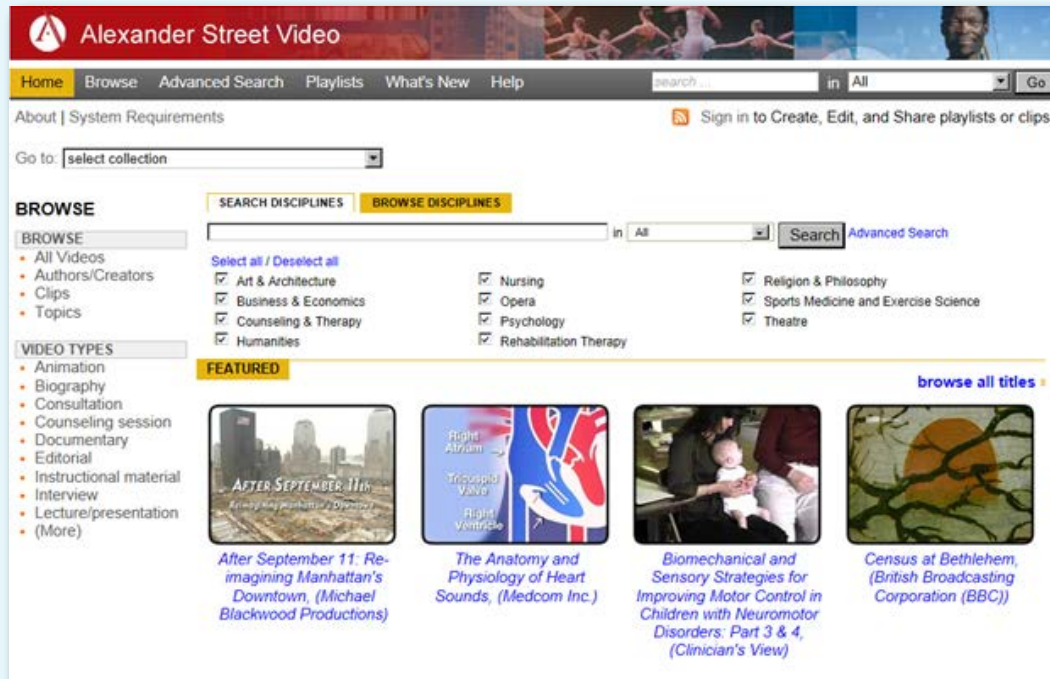 Alexander Street Video
Home Browse Advanced Search Playlists What's New Help search ... in All Go
About | System Requirements
Sign in to Create, Edit, and Share playlists or clips
Go to: select collection
BROWSE
BROWSE
• All Videos
• Authors/Creators
• Clips
• Topics
VIDEO TYPES
• Animation
• Biography
• Consultation
• Counseling session
• Documentary
• Editorial
• Instructional material
• Interview
• Lecture/presentation
• (More)
SEARCH DISCIPLINES BROWSE DISCIPLINES
in All Search Advanced Search
Select all / Deselect all
Art & Architecture
Business & Economics
Counseling & Therapy
Humanities
Nursing
Opera
Psychology
Rehabilitation Therapy
Religion & Philosophy
Sports Medicine and Exercise Science
Theatre
FEATURED
browse all titles
AFTER SEPTEMBER 11th
Re-imagining Manhattan's Downtown
After September 11: Re-
imagining Manhattan's
Downtown, (Michael
Blackwood Productions)
Right
Atrium
Tricuspid
Valve
Right
Ventricle
The Anatomy and
Physiology of Heart
Sounds, (Medcom Inc.)
Biomechanical and
Sensory Strategies for
Improving Motor Control in
Children with Neuromotor
Disorders: Part 3 & 4,
(Clinician's View)
Census at Bethlehem,
(British Broadcasting
Corporation (BBC))